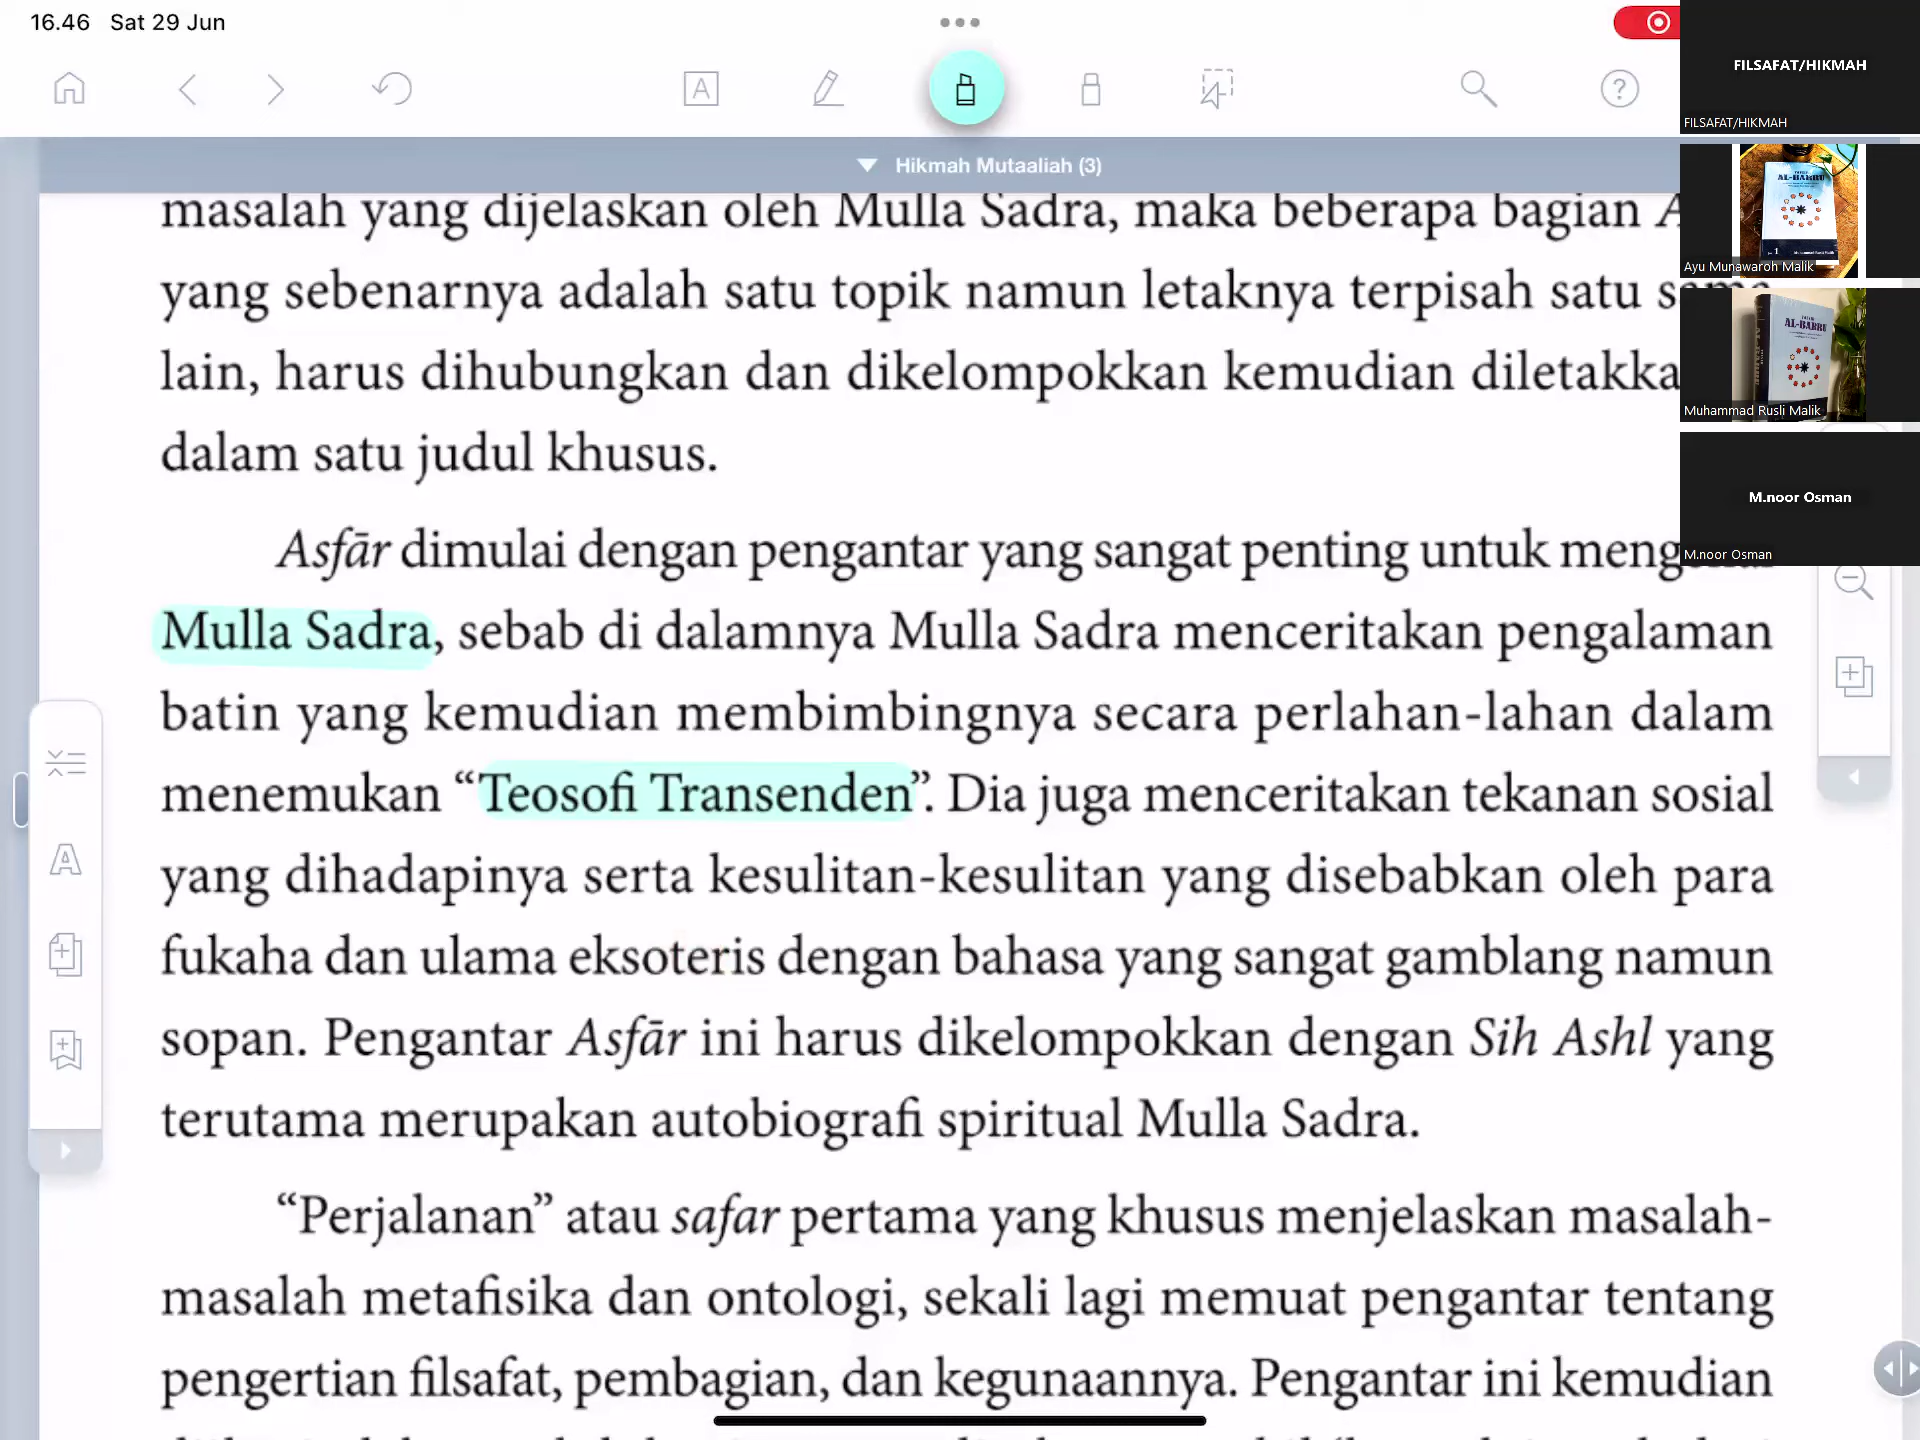 16.46 Sat 29 Jun
A
?
Hikmah Mutaaliah (3)
masalah yang dijelaskan oleh Mulla Sadra, maka beberapa bagian
yang sebenarnya adalah satu topik namun letaknya terpisah satu
lain, harus dihubungkan dan dikelompokkan kemudian
dalam satu judul khusus.
Asfār dimulai dengan pengantar yang sangat penting untuk
Mulla Sadra, sebab di dalamnya Mulla Sadra menceritakan pengalaman
batin yang kemudian membimbingnya secara perlahan-lahan dalam
menemukan “Teosofi Transenden”. Dia juga menceritakan tekanan sosial
yang dihadapinya serta kesulitan-kesulitan yang disebabkan oleh para
fukaha dan ulama eksoteris dengan bahasa yang sangat gamblang namun
sopan. Pengantar Asfār ini harus dikelompokkan dengan Sih Ashl yang
terutama merupakan autobiografi spiritual Mulla Sadra.
“Perjalanan” atau safar pertama yang khusus menjelaskan masalah-
masalah metafisika dan ontologi, sekali lagi memuat pengantar tentang
pengertian filsafat, pembagian, dan kegunaannya. Pengantar ini kemudian
A
FILSAFAT/HIKMAH
FILSAFAT/HIKMAH
AL-BARRU
1
Ayu Munawaroh Malik
AL-BARRU
Muhammad Rusli Malik
M.noor Osman
M.noor Osman